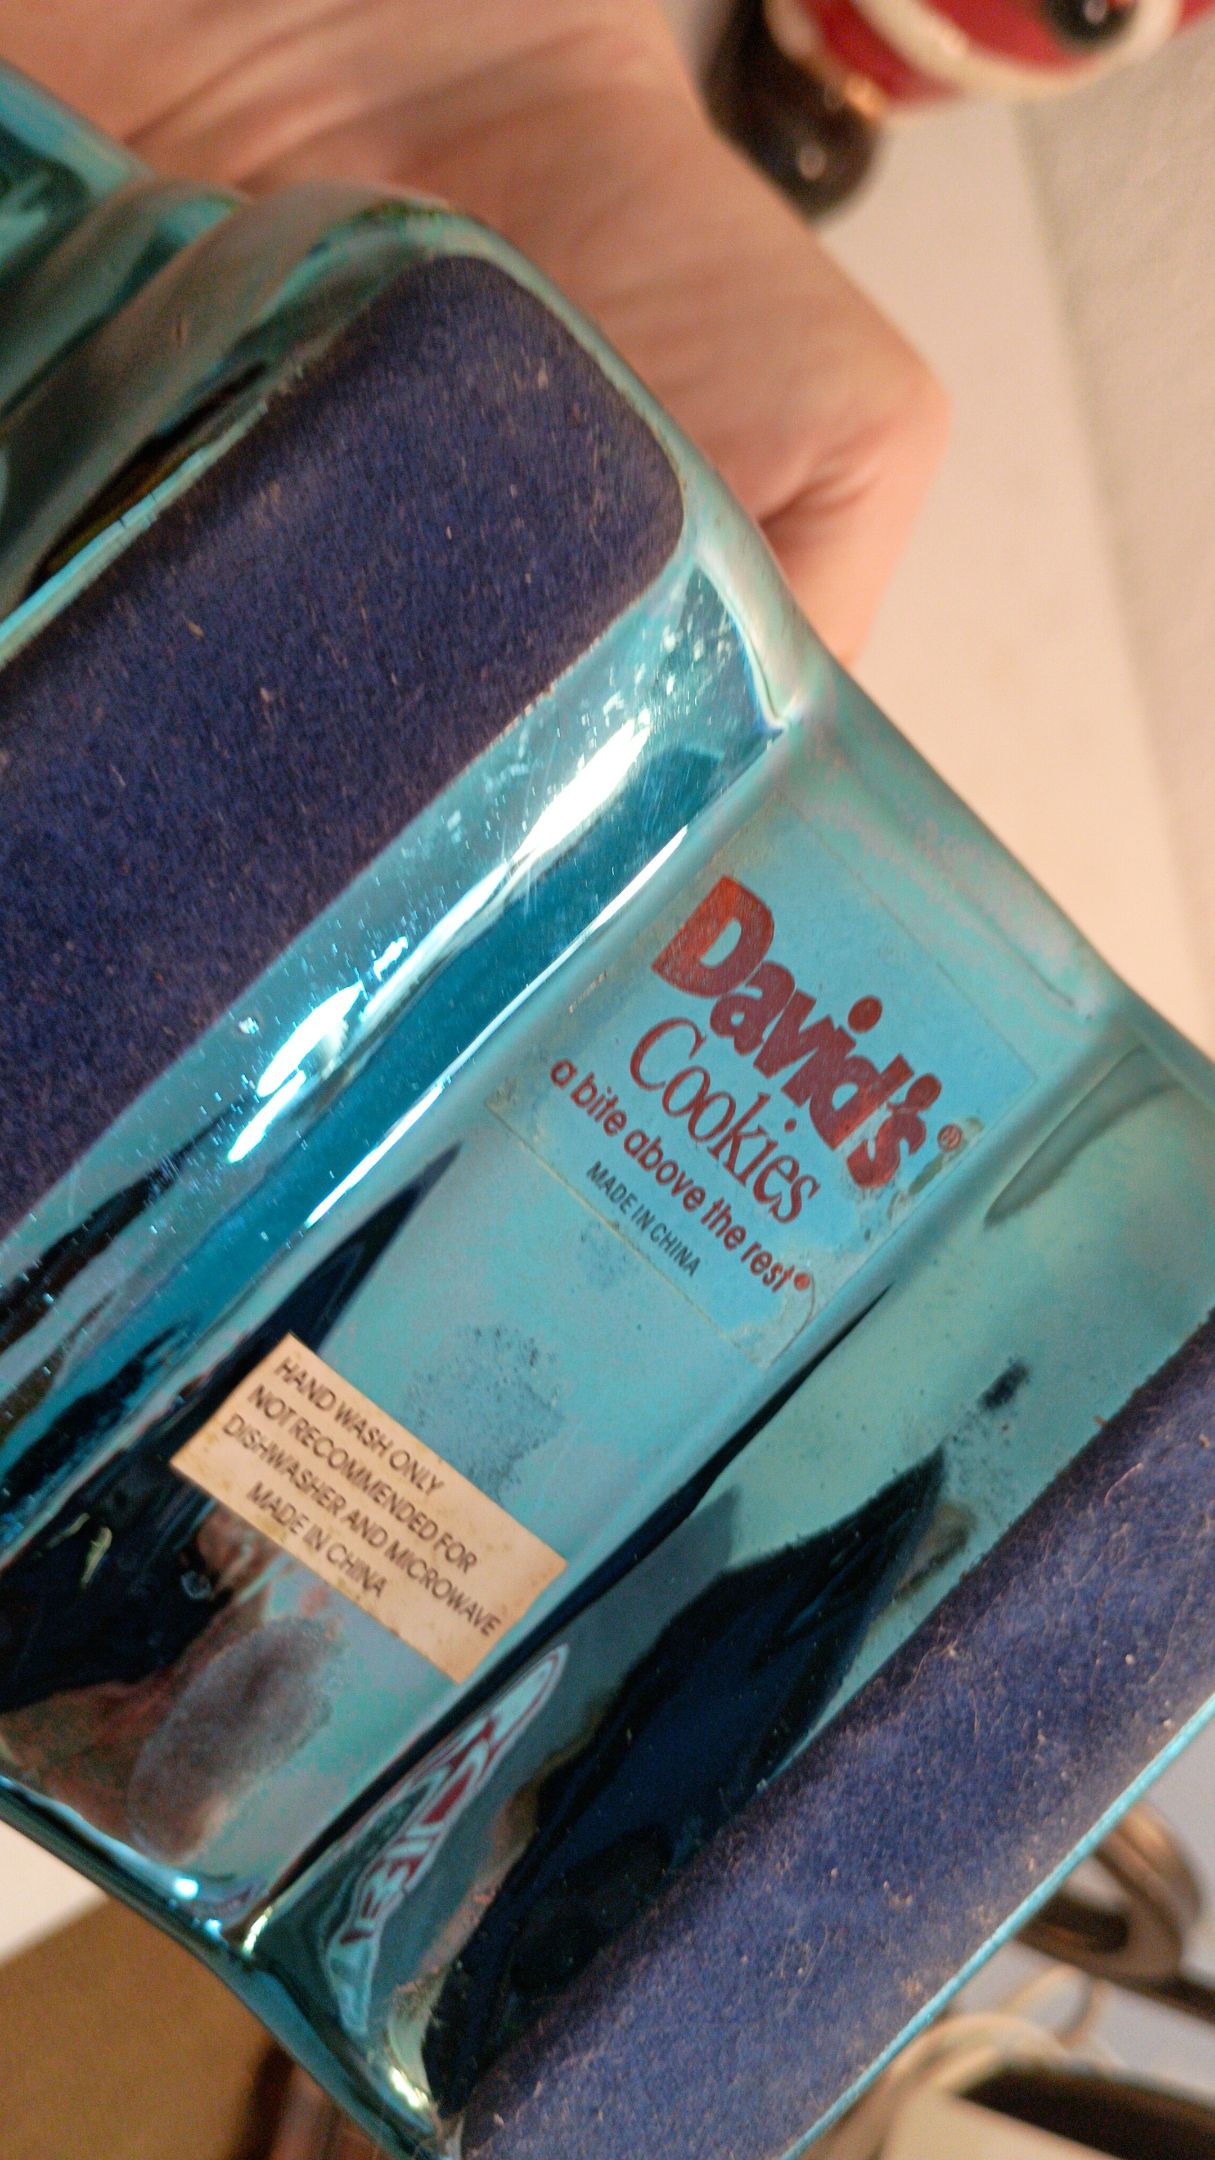 David's®
Cookies
a bite above the rest®
MADE IN CHINA
HAND WASH ONLY
NOT RECOMMENDED FOR
DISHWASHER AND MICROWAVE
MADE IN CHINA